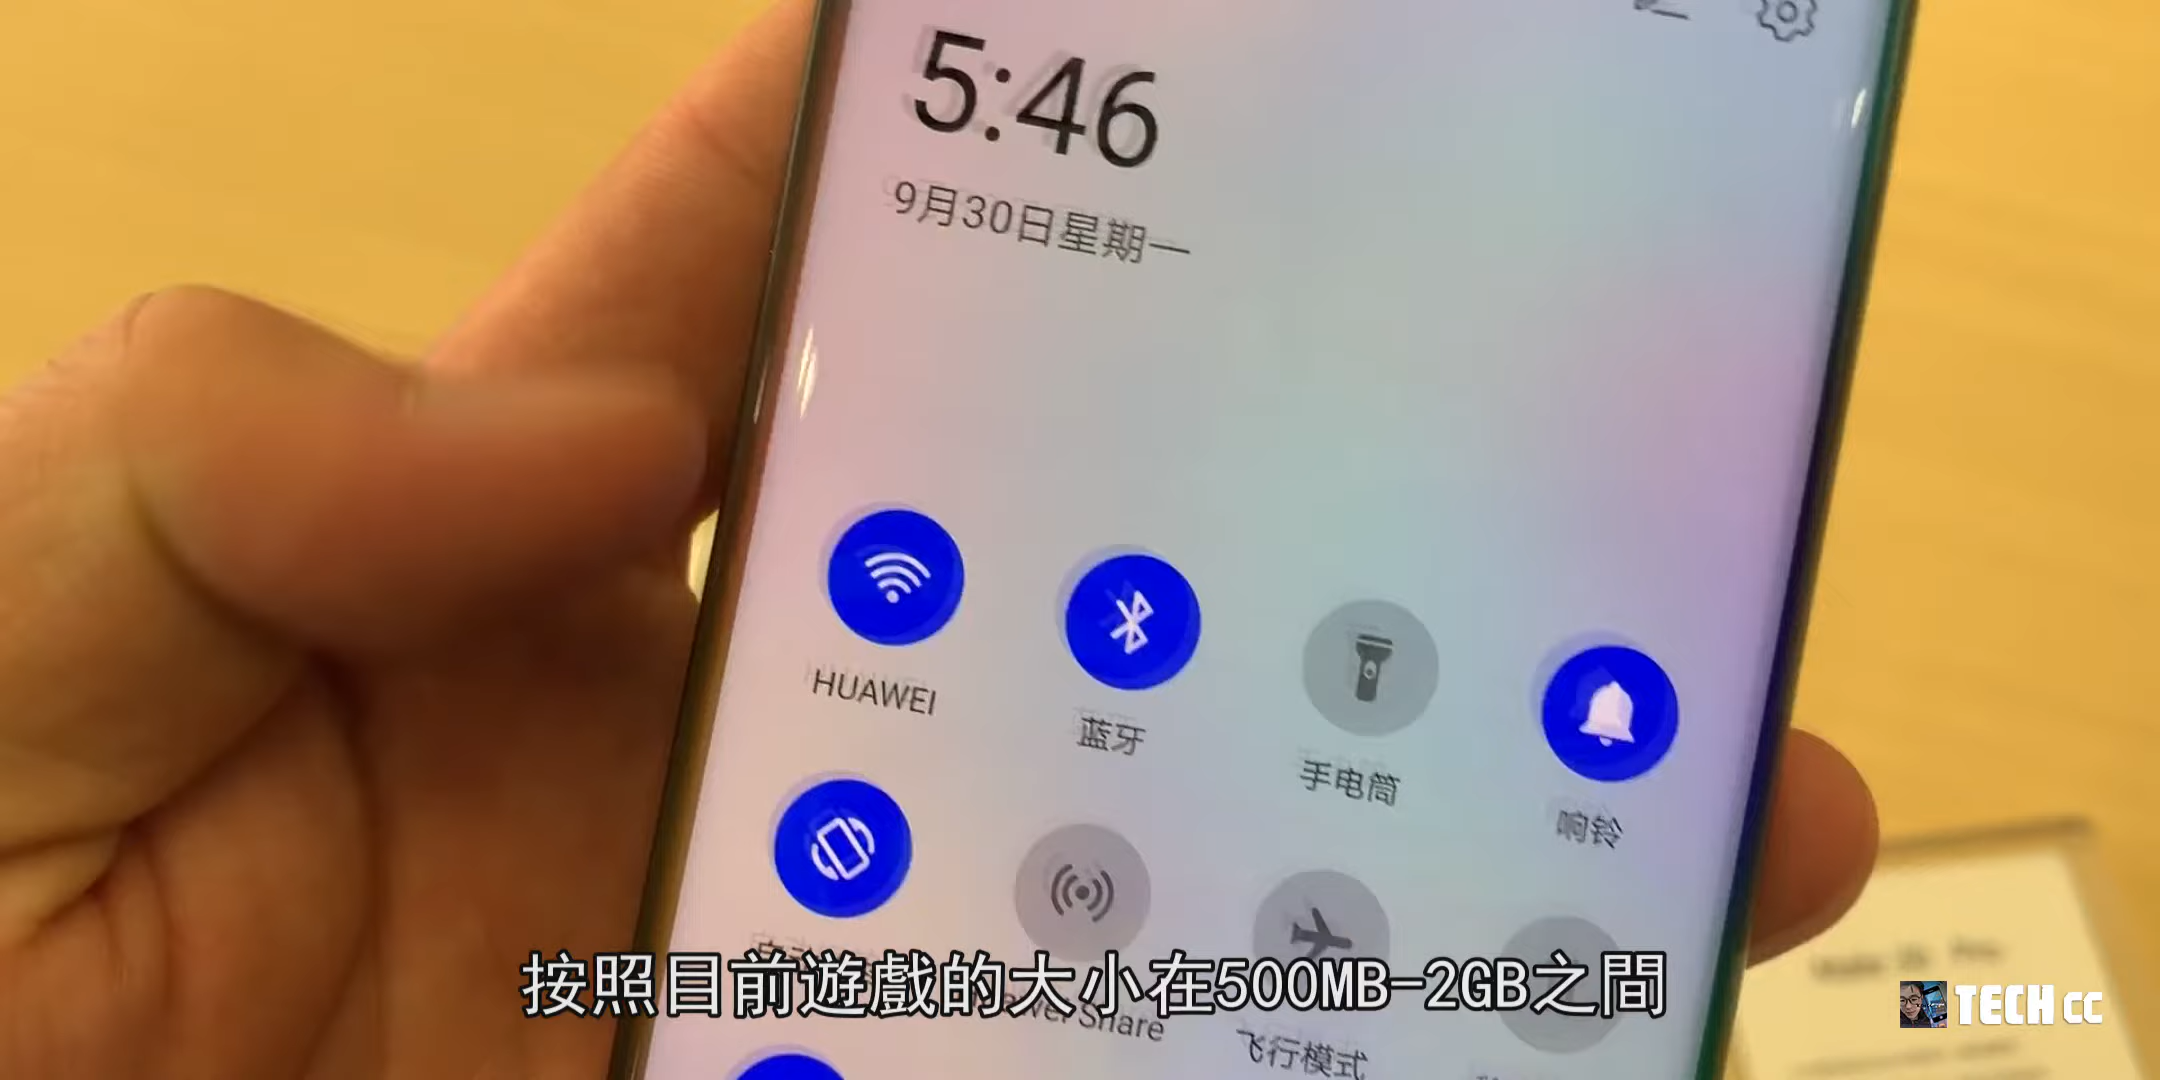 5:46
9月30日星期一
HUAWEI
蓝牙
手电筒
响铃
按照目前遊戲的大小在500MB-2GB之間
Huawei Share
飞行模式
TECH CC